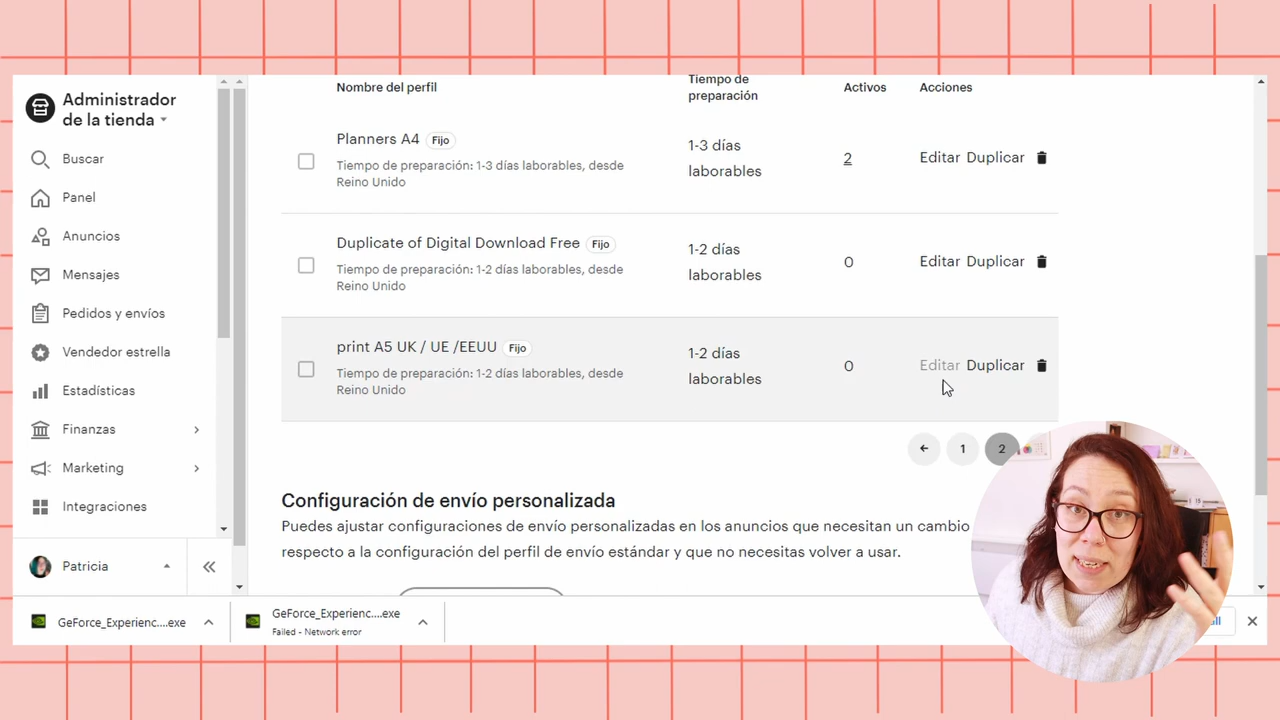 Administrador
de la tienda
Buscar
Panel
Anuncios
Mensajes
Pedidos y envíos
Vendedor estrella
Estadísticas
Finanzas
Marketing
Integraciones
Patricia
Nombre del perfil
Tiempo de
preparación
Activos
Acciones
Planners A4 Fijo
Tiempo de preparación: 1-3 días laborables, desde
Reino Unido
1-3 días
laborables
2
Editar Duplicar
Duplicate of Digital Download Free Fijo
Tiempo de preparación: 1-2 días laborables, desde
Reino Unido
1-2 días
laborables
0
Editar Duplicar
print A5 UK / UE /EEUU Fijo
Tiempo de preparación: 1-2 días laborables, desde
Reino Unido
1-2 días
laborables
0
Editar Duplicar
1 2
Configuración de envío personalizada
Puedes ajustar configuraciones de envío personalizadas en los anuncios que necesitan un cambio
respecto a la configuración del perfil de envío estándar y que no necesitas volver a usar.
GeForce_Experienc....exe
GeForce_Experienc....exe
Failed - Network error